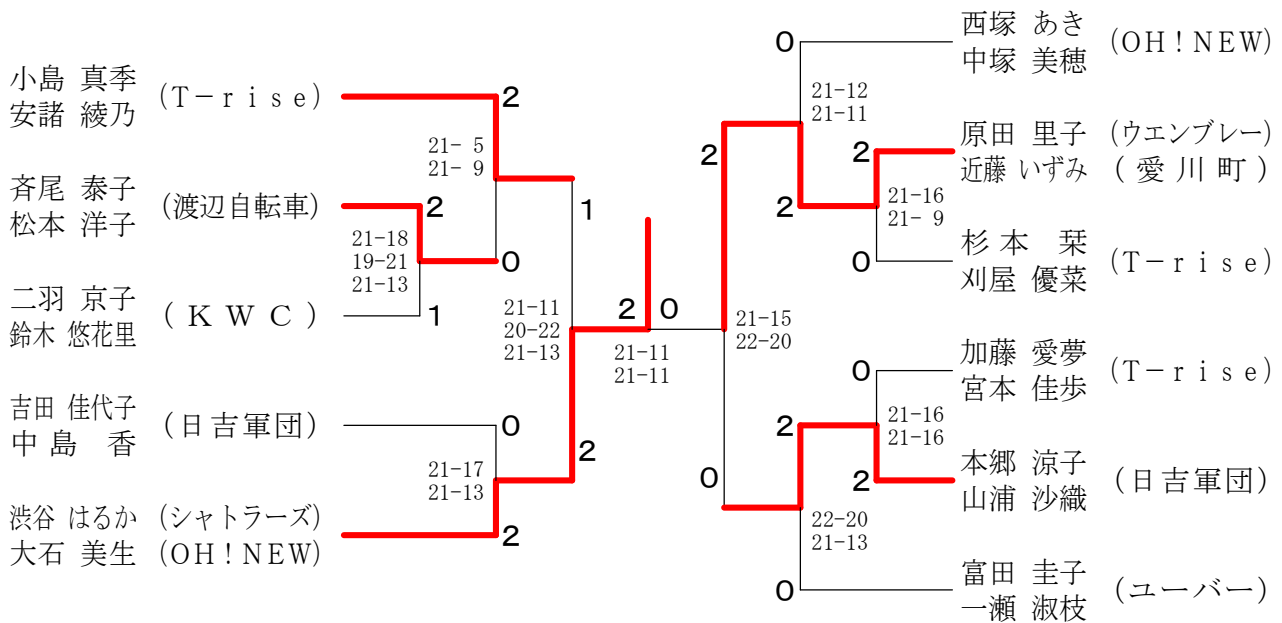 小島 真季
安諸 綾乃
(T-rise)
2
21- 5
21- 9
斉尾 泰子
松本 洋子
(渡辺自転車)
2
0
21-18
19-21
21-13
二羽 京子
鈴木 悠花里
(KWC)
1
1
21-11
20-22
21-13
吉田 佳代子
中島 香
(日吉軍団)
0
21-17
21-13
2
渋谷 はるか (シャトラーズ)
大石 美生 (OH!NEW)
2
2
0
21-11
21-11
西塚 あき
中塚 美穂
(OH!NEW)
0
21-12
21-11
2
原田 里子 (ウエンブレー)
近藤 いずみ (愛川町)
2
2
21-16
21- 9
杉本 栞
刈屋 優菜
(T-rise)
0
21-15
22-20
加藤 愛夢
宮本 佳歩
(T-rise)
0
21-16
21-16
2
本郷 涼子
山浦 沙織
(日吉軍団)
2
0
22-20
21-13
富田 圭子
一瀬 淑枝
(ユーバー)
0